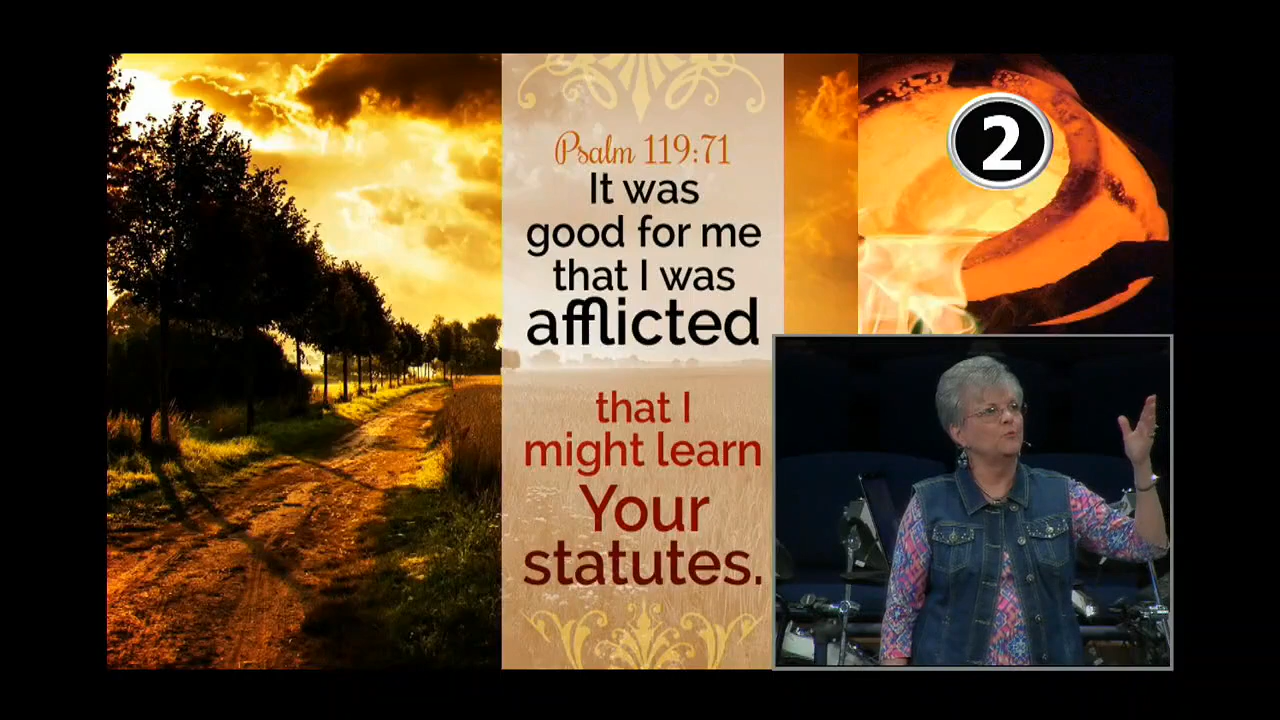 Psalm 119:71
It was
good for me
that I was
afflicted
that I
might learn
Your
statutes.
2